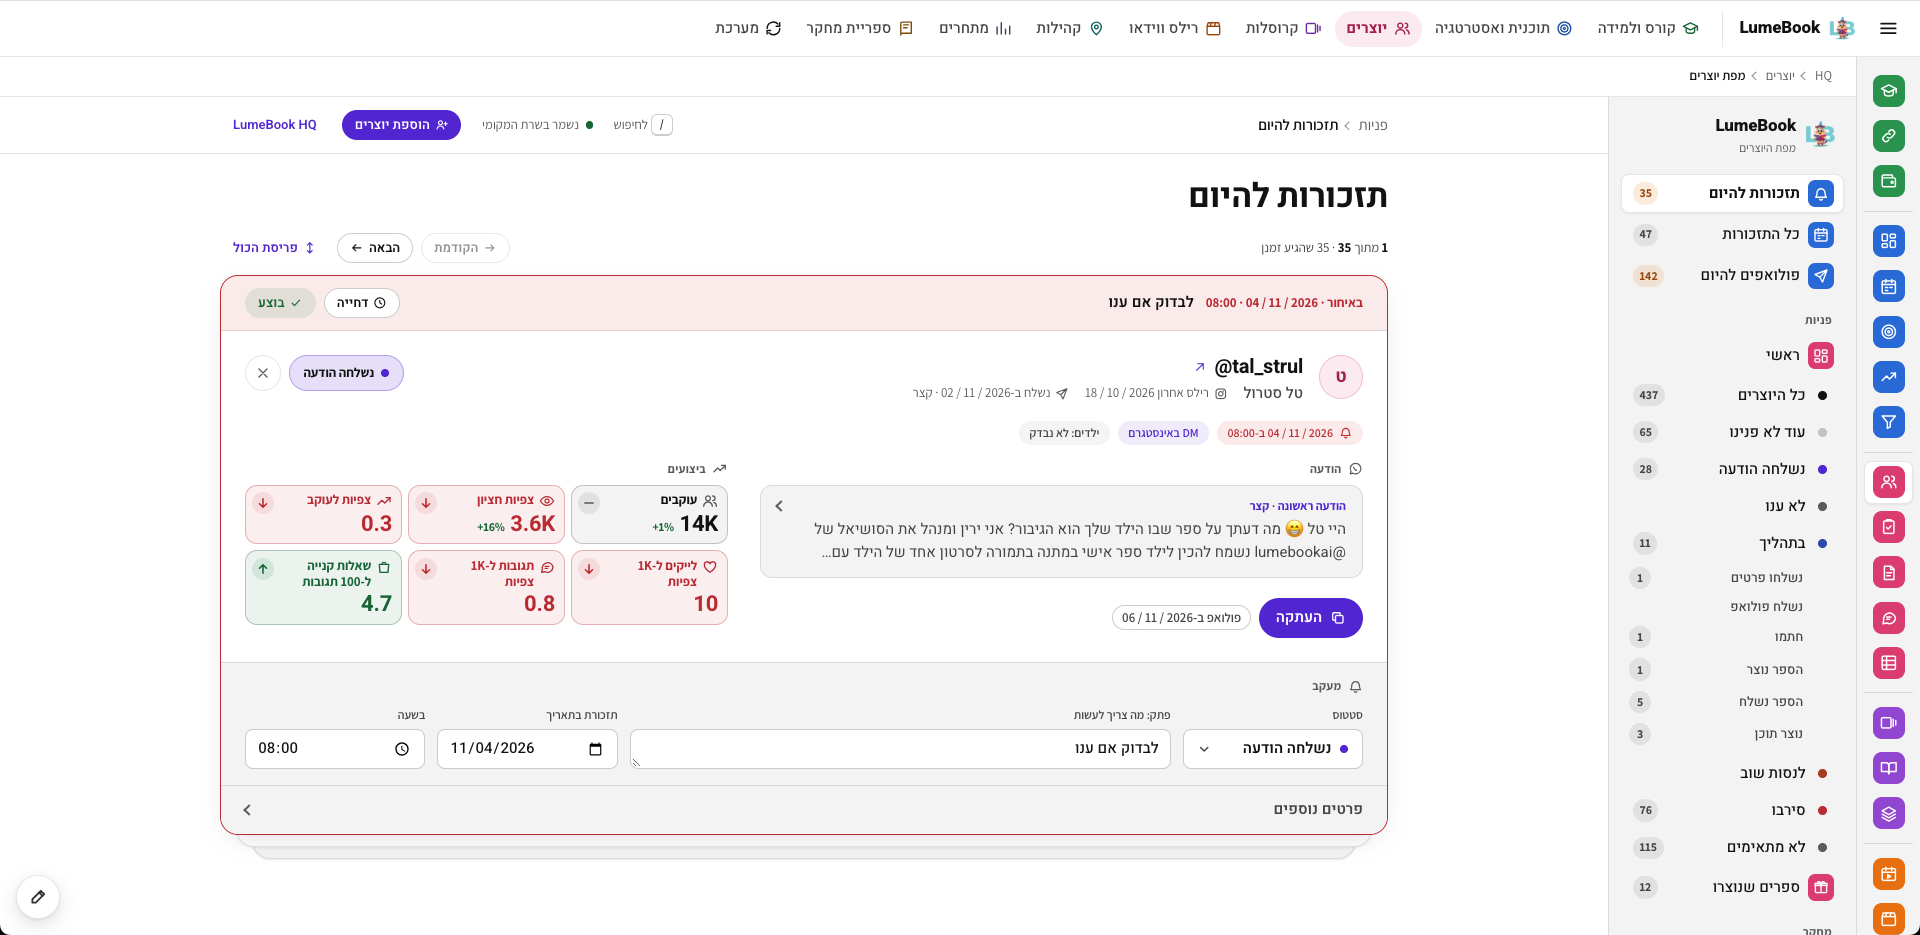 LumeBook
קורס ולמידה
תוכנית ואסטרטגיה
יוצרים
קרוסלות
רילס ווידאו
קהילות
מתחרים
ספריית מחקר
מערכת
HQ > יוצרים > מפת יוצרים
LumeBook
מפת היוצרים
תזכורות להיום 35
כל התזכורות 47
פולואפים להיום 142
פניות
ראשי
כל היוצרים 437
עוד לא פנינו 65
נשלחה הודעה 28
לא ענו
בתהליך 11
נשלחו פרטים 1
נשלח פולואפ
חתמו 1
הספר נוצר 1
הספר נשלח 5
נוצר תוכן 3
לנסות שוב
סירבו 76
לא מתאימים 115
ספרים שנוצרו 12
מחקר
פניות > תזכורות להיום
/ לחיפוש
נשמר בשרת המקומי
הוספת יוצרים
LumeBook HQ
תזכורות להיום
1 מתוך 35 · 35 שהגיע זמנן
הקודמת
הבאה
פריסת הכול
באיחור · 04 / 11 / 2026 · 08:00
לבדוק אם ענו
דחייה
בוצע
ט
@tal_strul
טל סטרול
רילס אחרון 2026 / 10 / 18
נשלח ב-2026 / 11 / 02 · קצר
נשלחה הודעה
2026 / 11 / 04 ב-08:00
DM באינסטגרם
ילדים: לא נבדק
הודעה
הודעה ראשונה · קצר
היי טל 😁 מה דעתך על ספר שבו הילד שלך הוא הגיבור? אני ירין ומנהל את הסושיאל של
@lumebookai נשמח להכין לילד ספר אישי במתנה בתמורה לסרטון אחד של הילד עם...
העתקה
פולואפ ב-2026 / 11 / 06
ביצועים
עוקבים
14K +1%
צפיות חציון
3.6K +16%
צפיות לעוקב
0.3
לייקים ל-1K
צפיות
10
תגובות ל-1K
צפיות
0.8
שאלות קנייה
ל-100 תגובות
4.7
מעקב
סטטוס
נשלחה הודעה
פתק: מה צריך לעשות
לבדוק אם ענו
תזכורת בתאריך
11/04/2026
בשעה
08:00
פרטים נוספים